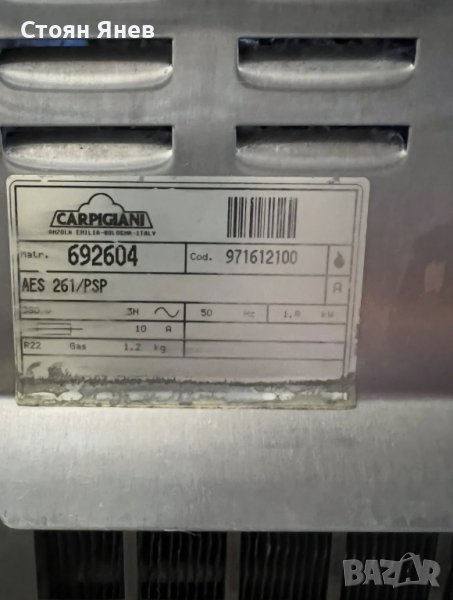 Стоян Янев
CARPIGIANI
ANZOLA EMILIA-BOLOGNA-ITALY
Matr. 692604 Cod. 971612100
AES 261/PSP A
380 V 3N 50 Hz 1.8 kW
10 A
R22 Gas 1.2 kg
BAZAR